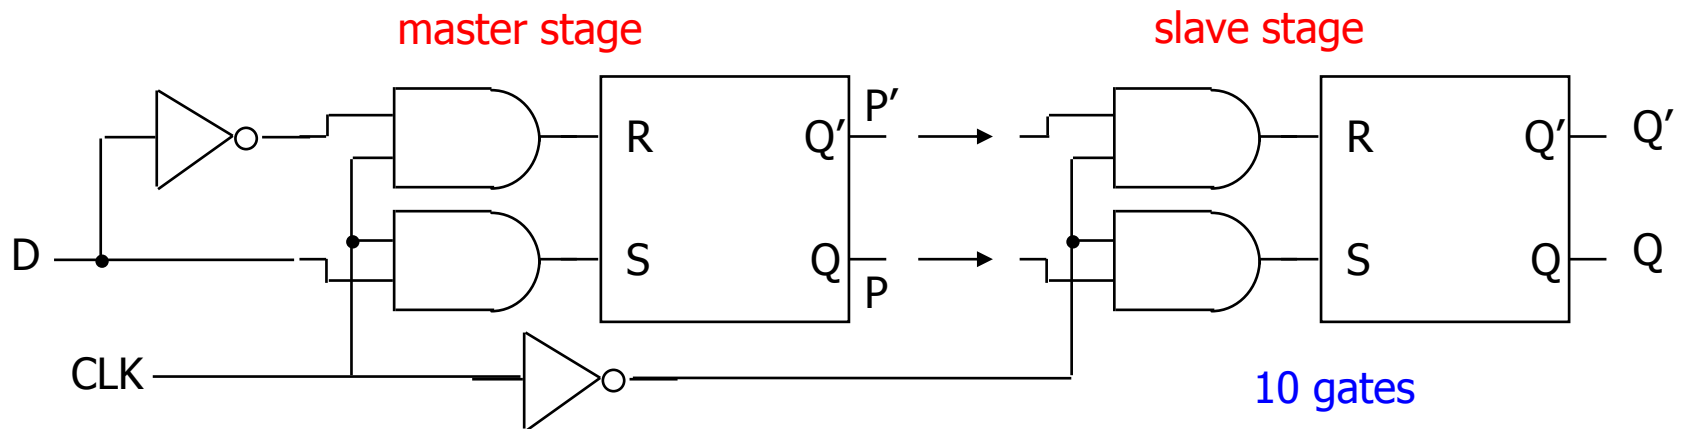 master stage
slave stage
P’
R
Q’
R
Q’
Q’
D
S
Q
S
Q
Q
P
CLK
10 gates